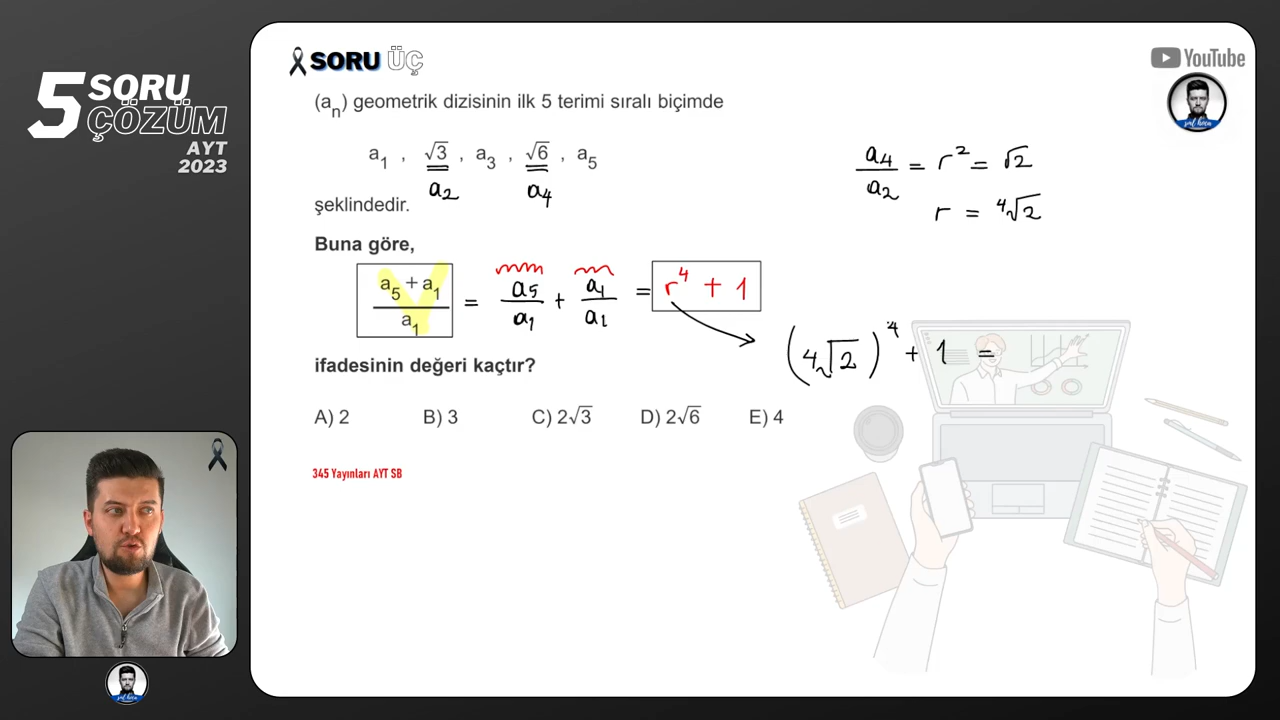 5 SORU ÇÖZÜM
AYT
2023
SORU ÜÇ
YouTube
(aₙ) geometrik dizisinin ilk 5 terimi sıralı biçimde
a₁ , √3 , a₃ , √6 , a₅
a₂ a₄
şeklindedir.
a₄/a₂ = r² = √2
r = ⁴√2
Buna göre,
(a₅ + a₁)/a₁ = a₅/a₁ + a₁/a₁ = r⁴ + 1
(⁴√2)⁴ + 1 =
ifadesinin değeri kaçtır?
A) 2 B) 3 C) 2√3 D) 2√6 E) 4
345 Yayınları AYT SB